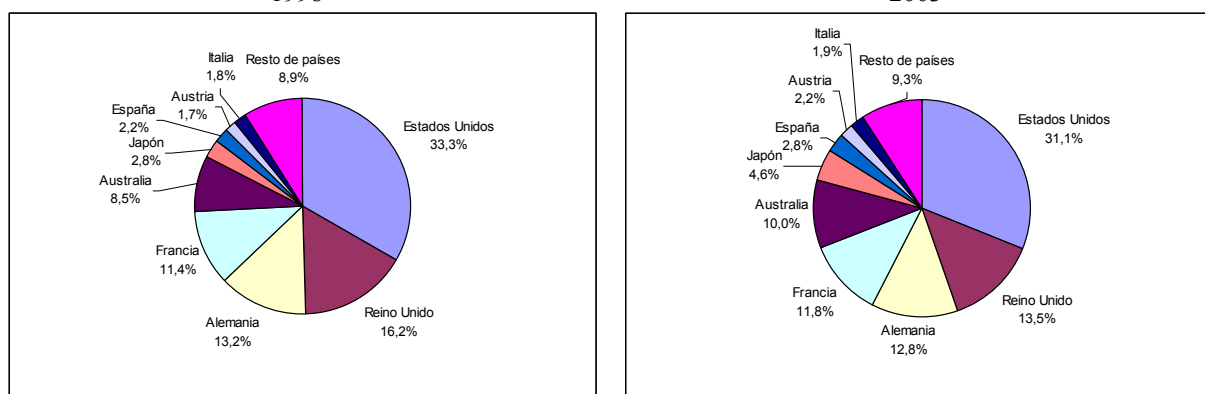 Italia
1,8%
Resto de países
8,9%
Austria
1,7%
España
2,2%
Japón
2,8%
Australia
8,5%
Francia
11,4%
Alemania
13,2%
Reino Unido
16,2%
Estados Unidos
33,3%
Italia
1,9%
Resto de países
9,3%
Austria
2,2%
España
2,8%
Japón
4,6%
Australia
10,0%
Francia
11,8%
Alemania
12,8%
Reino Unido
13,5%
Estados Unidos
31,1%